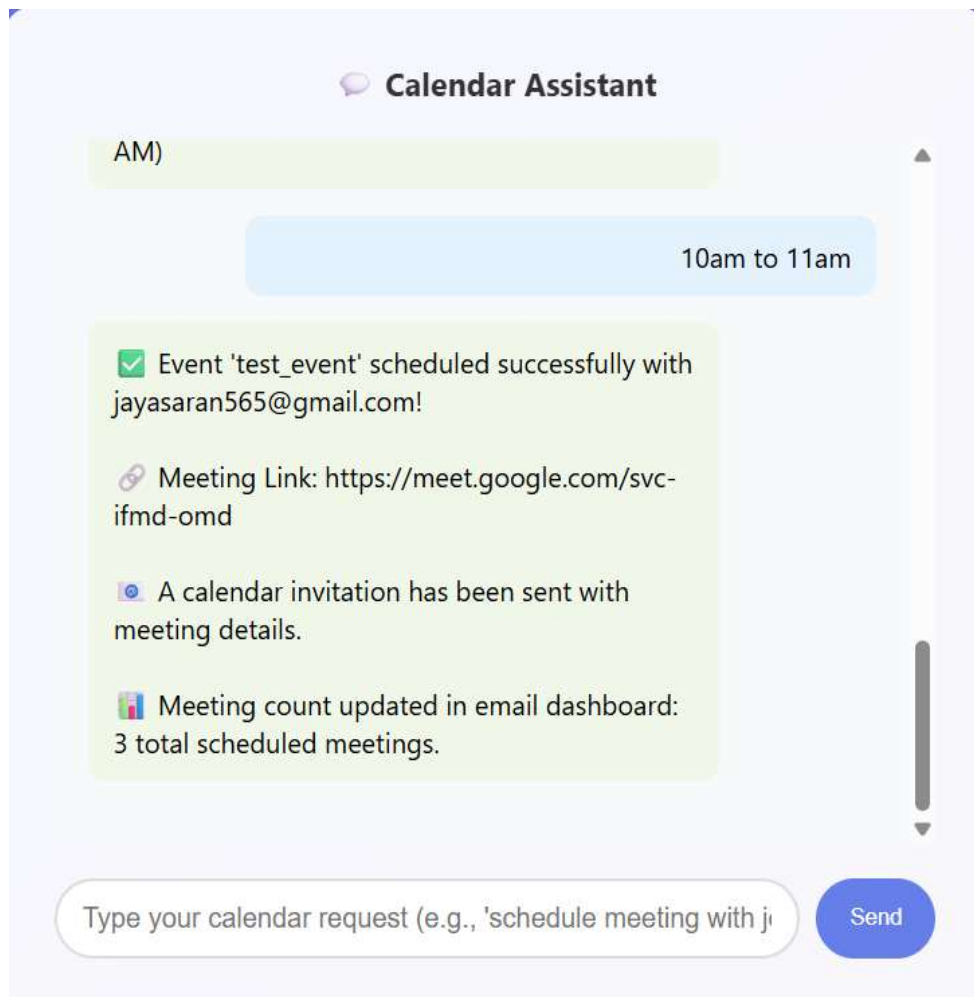 💬 Calendar Assistant
AM)
10am to 11am
✅ Event 'test_event' scheduled successfully with
jayasaran565@gmail.com!
🔗 Meeting Link: https://meet.google.com/svc-
ifmd-omd
📧 A calendar invitation has been sent with
meeting details.
📊 Meeting count updated in email dashboard:
3 total scheduled meetings.
Type your calendar request (e.g., 'schedule meeting with
Send